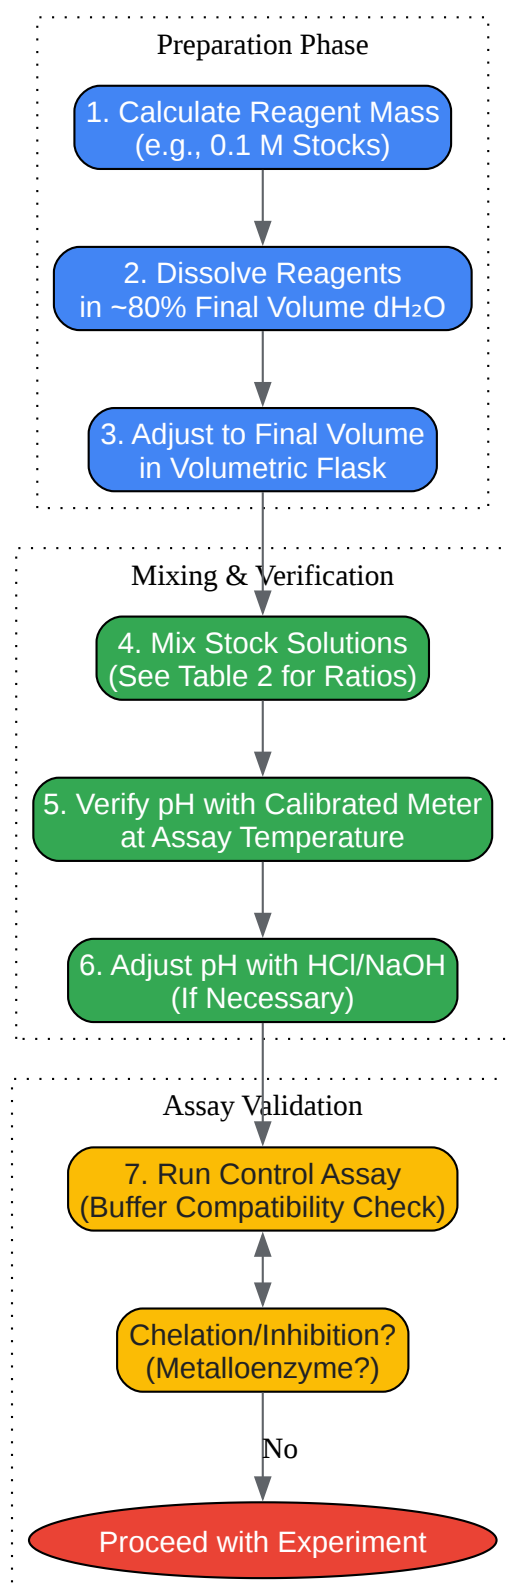 Preparation Phase
1. Calculate Reagent Mass
(e.g., 0.1 M Stocks)
2. Dissolve Reagents
in ~80% Final Volume dH₂O
3. Adjust to Final Volume
in Volumetric Flask
Mixing & Verification
4. Mix Stock Solutions
(See Table 2 for Ratios)
5. Verify pH with Calibrated Meter
at Assay Temperature
6. Adjust pH with HCl/NaOH
(If Necessary)
Assay Validation
7. Run Control Assay
(Buffer Compatibility Check)
Chelation/Inhibition?
(Metalloenzyme?)
No
Proceed with Experiment